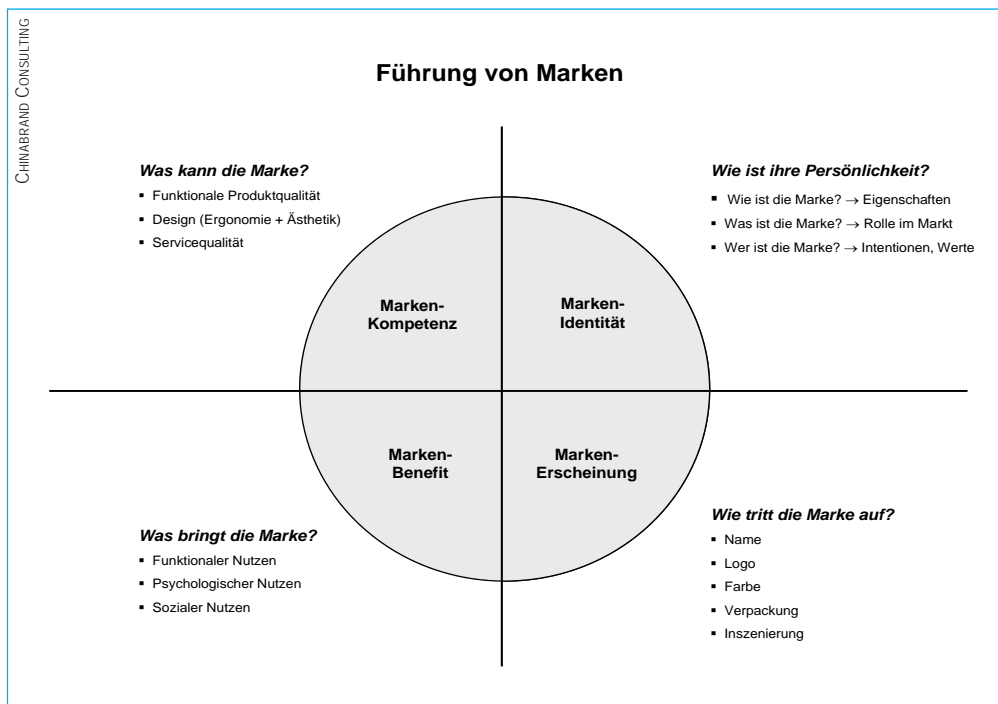 CHINABRAND CONSULTING
Führung von Marken
Was kann die Marke?
▪ Funktionale Produktqualität
▪ Design (Ergonomie + Ästhetik)
▪ Servicequalität
Wie ist ihre Persönlichkeit?
▪ Wie ist die Marke? → Eigenschaften
▪ Was ist die Marke? → Rolle im Markt
▪ Wer ist die Marke? → Intentionen, Werte
Marken-
Kompetenz
Marken-
Identität
Marken-
Benefit
Marken-
Erscheinung
Was bringt die Marke?
▪ Funktionaler Nutzen
▪ Psychologischer Nutzen
▪ Sozialer Nutzen
Wie tritt die Marke auf?
▪ Name
▪ Logo
▪ Farbe
▪ Verpackung
▪ Inszenierung